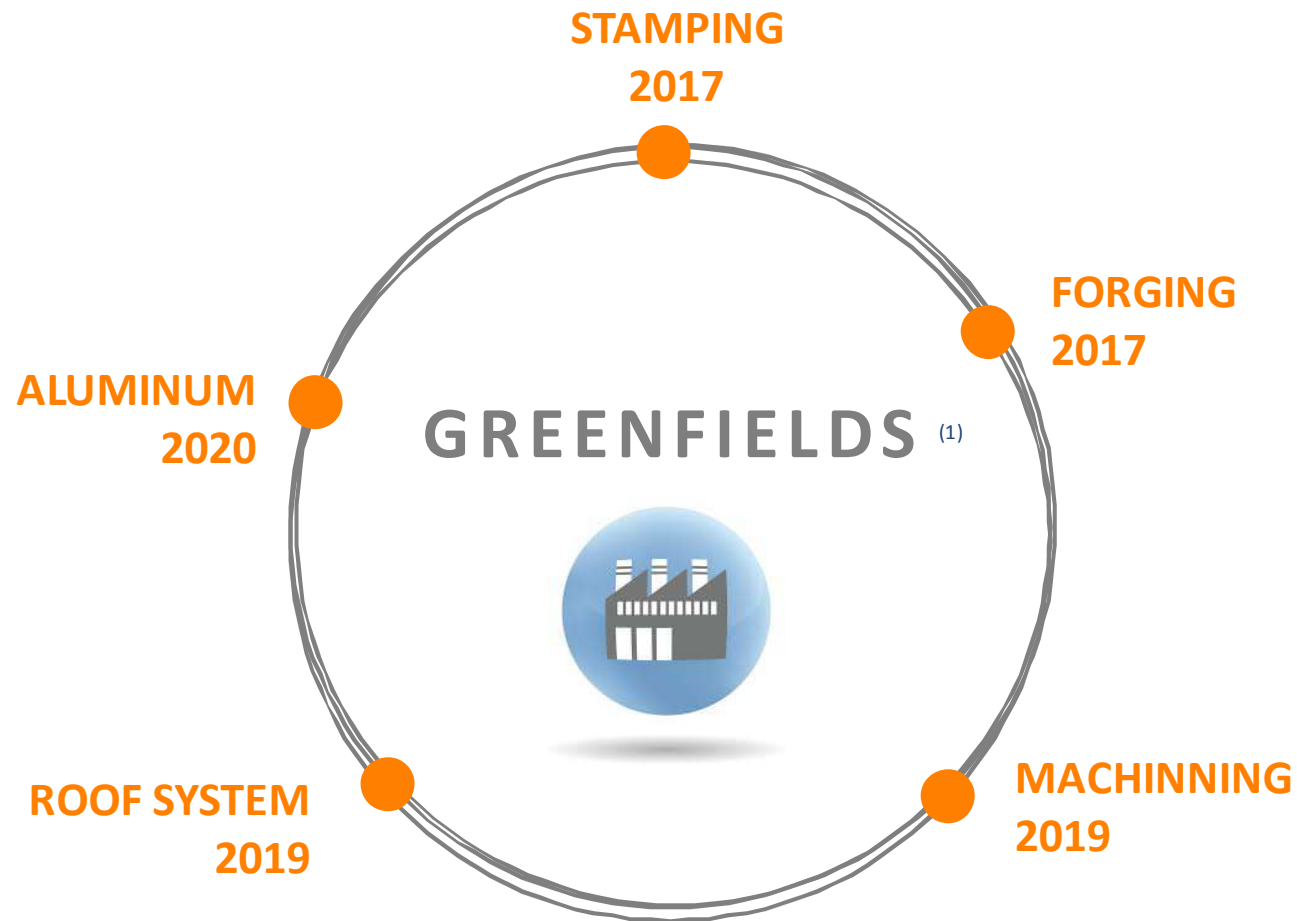 STAMPING
2017
FORGING
2017
ALUMINUM
2020
GREENFIELDS (1)
ROOF SYSTEM
2019
MACHINNING
2019